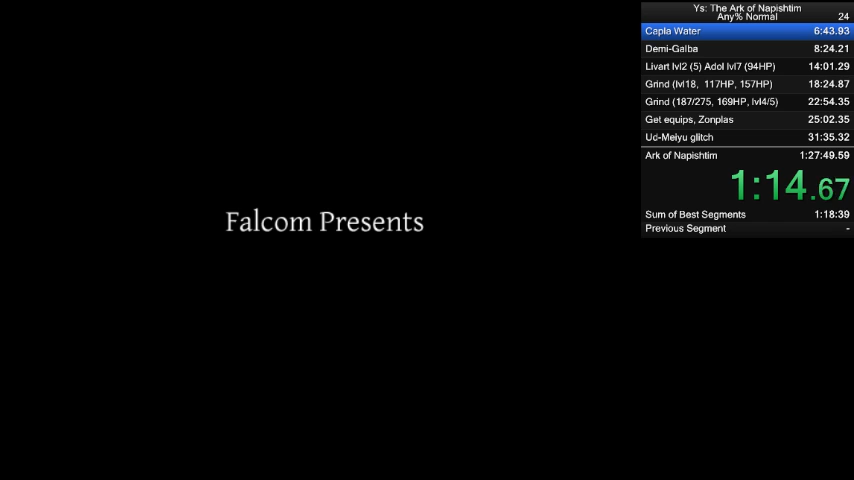 Ys: The Ark of Napishtim
Any% Normal 24
Capla Water 6:43.93
Demi-Galba 8:24.21
Livart lvl2 (5) Adol lvl7 (94HP) 14:01.29
Grind (lvl18, 117HP, 157HP) 18:24.87
Grind (187/275, 169HP, lvl4/5) 22:54.35
Get equips, Zonplas 25:02.35
Ud-Meiyu glitch 31:35.32
Ark of Napishtim 1:27:49.59
1:14.67
Sum of Best Segments 1:18:39
Previous Segment -
Falcom Presents